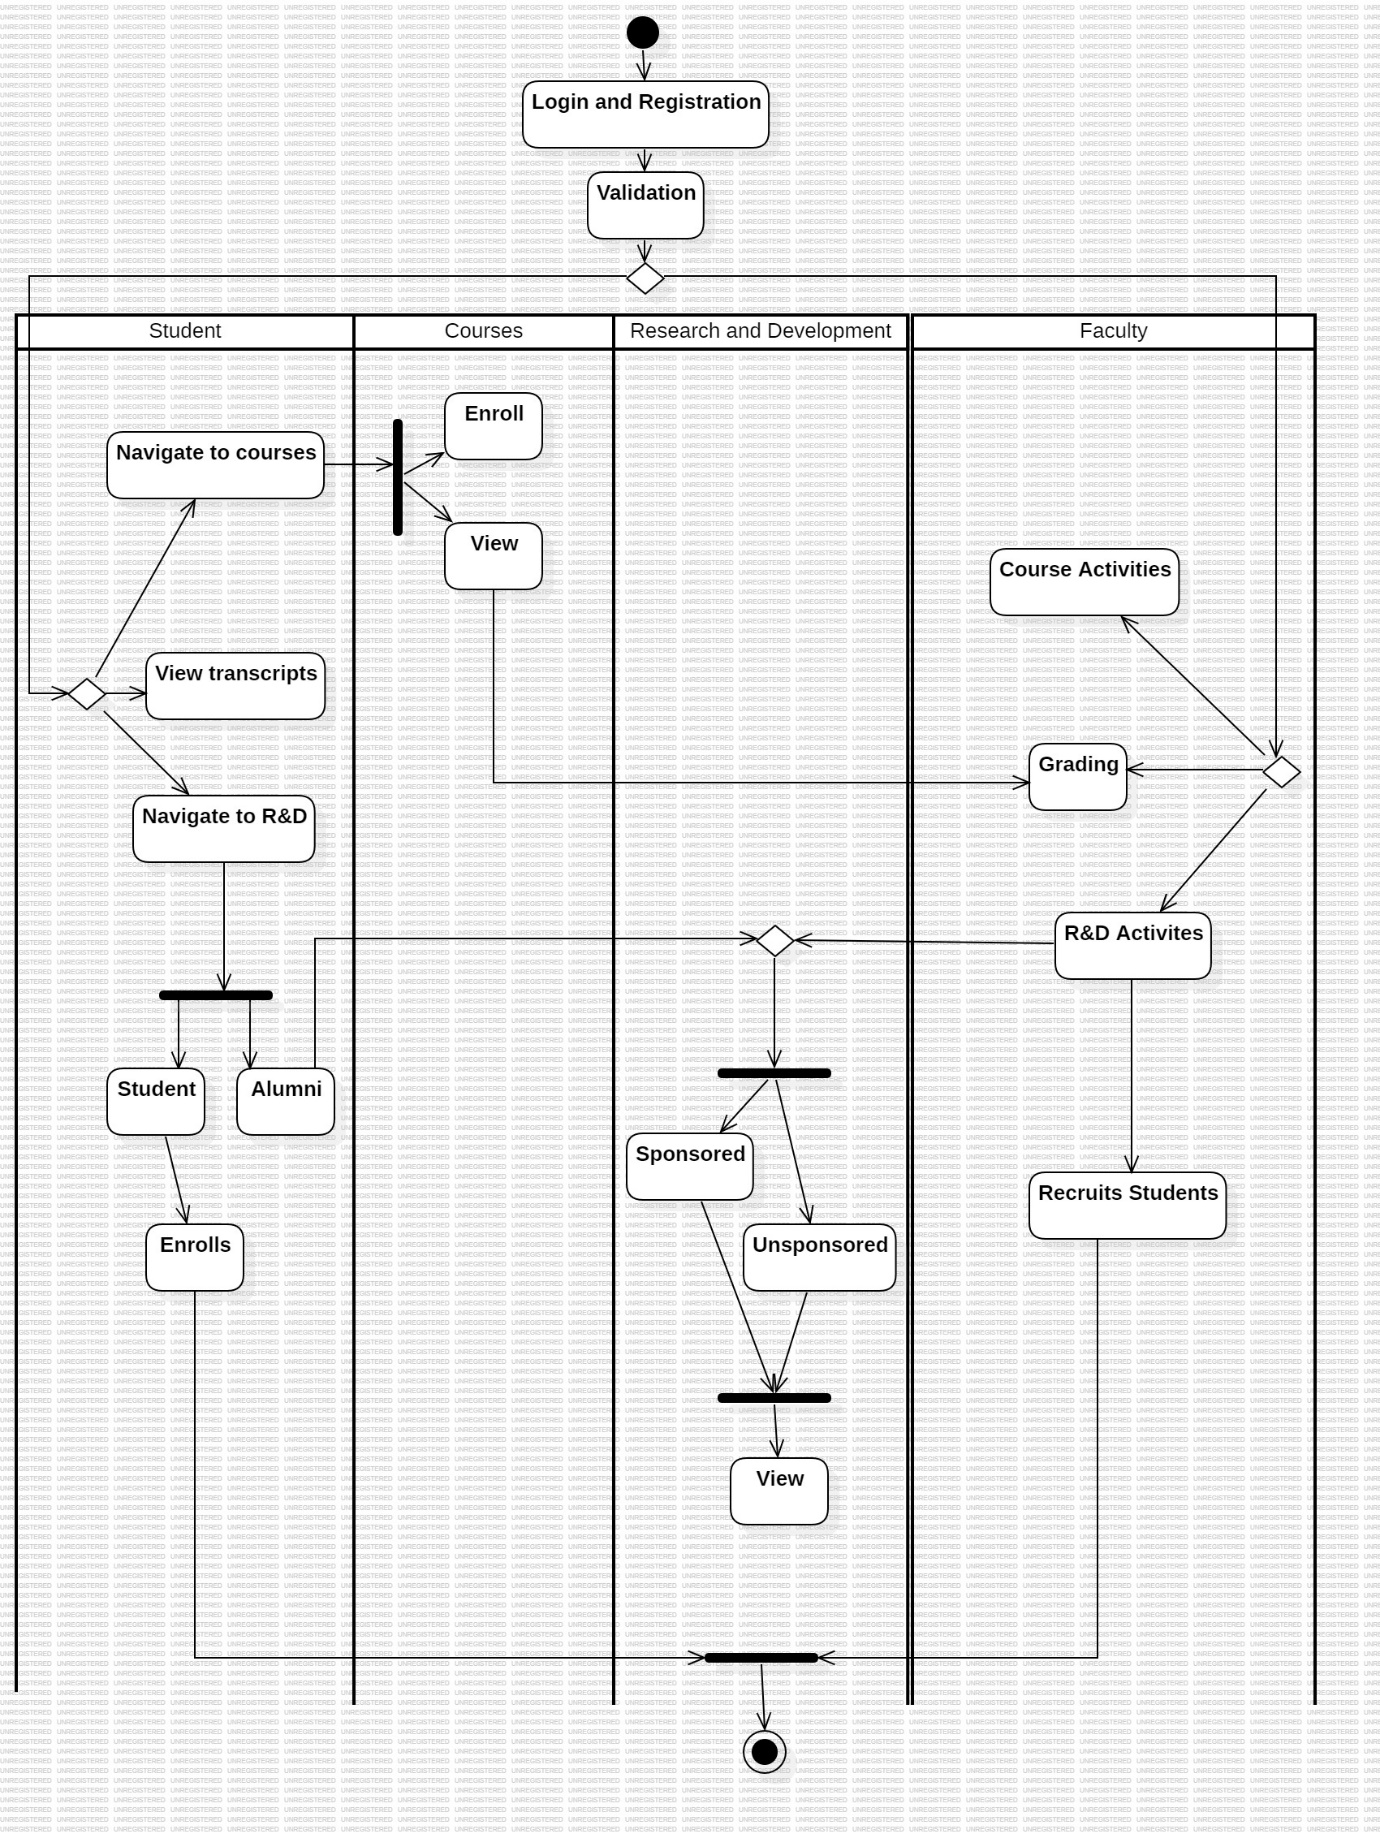 Login and Registration
Validation
Student
Courses
Research and Development
Faculty
Enroll
Navigate to courses
View
Course Activities
View transcripts
Grading
Navigate to R&D
R&D Activites
Student
Alumni
Sponsored
Recruits Students
Enrolls
Unsponsored
View
UNREGISTERED